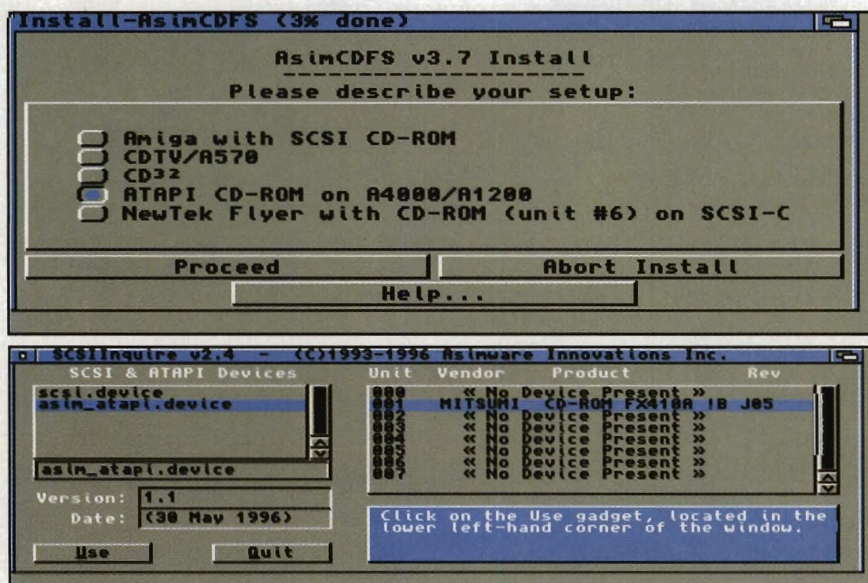 Install-AsimCDFS (3% done)
AsimCDFS v3.7 Install
---------------------
Please describe your setup:
Amiga with SCSI CD-ROM
CDTV/A570
CD³²
ATAPI CD-ROM on A4000/A1200
NewTek Flyer with CD-ROM (unit #6) on SCSI-C
Proceed Abort Install
Help...
SCSIInquire v2.4 - (C)1993-1996 Asimware Innovations Inc.
SCSI & ATAPI Devices Unit Vendor Product Rev
scsi.device 000 « No Device Present »
asim_atapi.device 001 MITSUMI CD-ROM FX410A !B J05
002 « No Device Present »
003 « No Device Present »
004 « No Device Present »
005 « No Device Present »
006 « No Device Present »
007 « No Device Present »
asim_atapi.device
Version: 1.1
Date: (30 May 1996)
Click on the Use gadget, located in the
lower left-hand corner of the window.
Use Quit